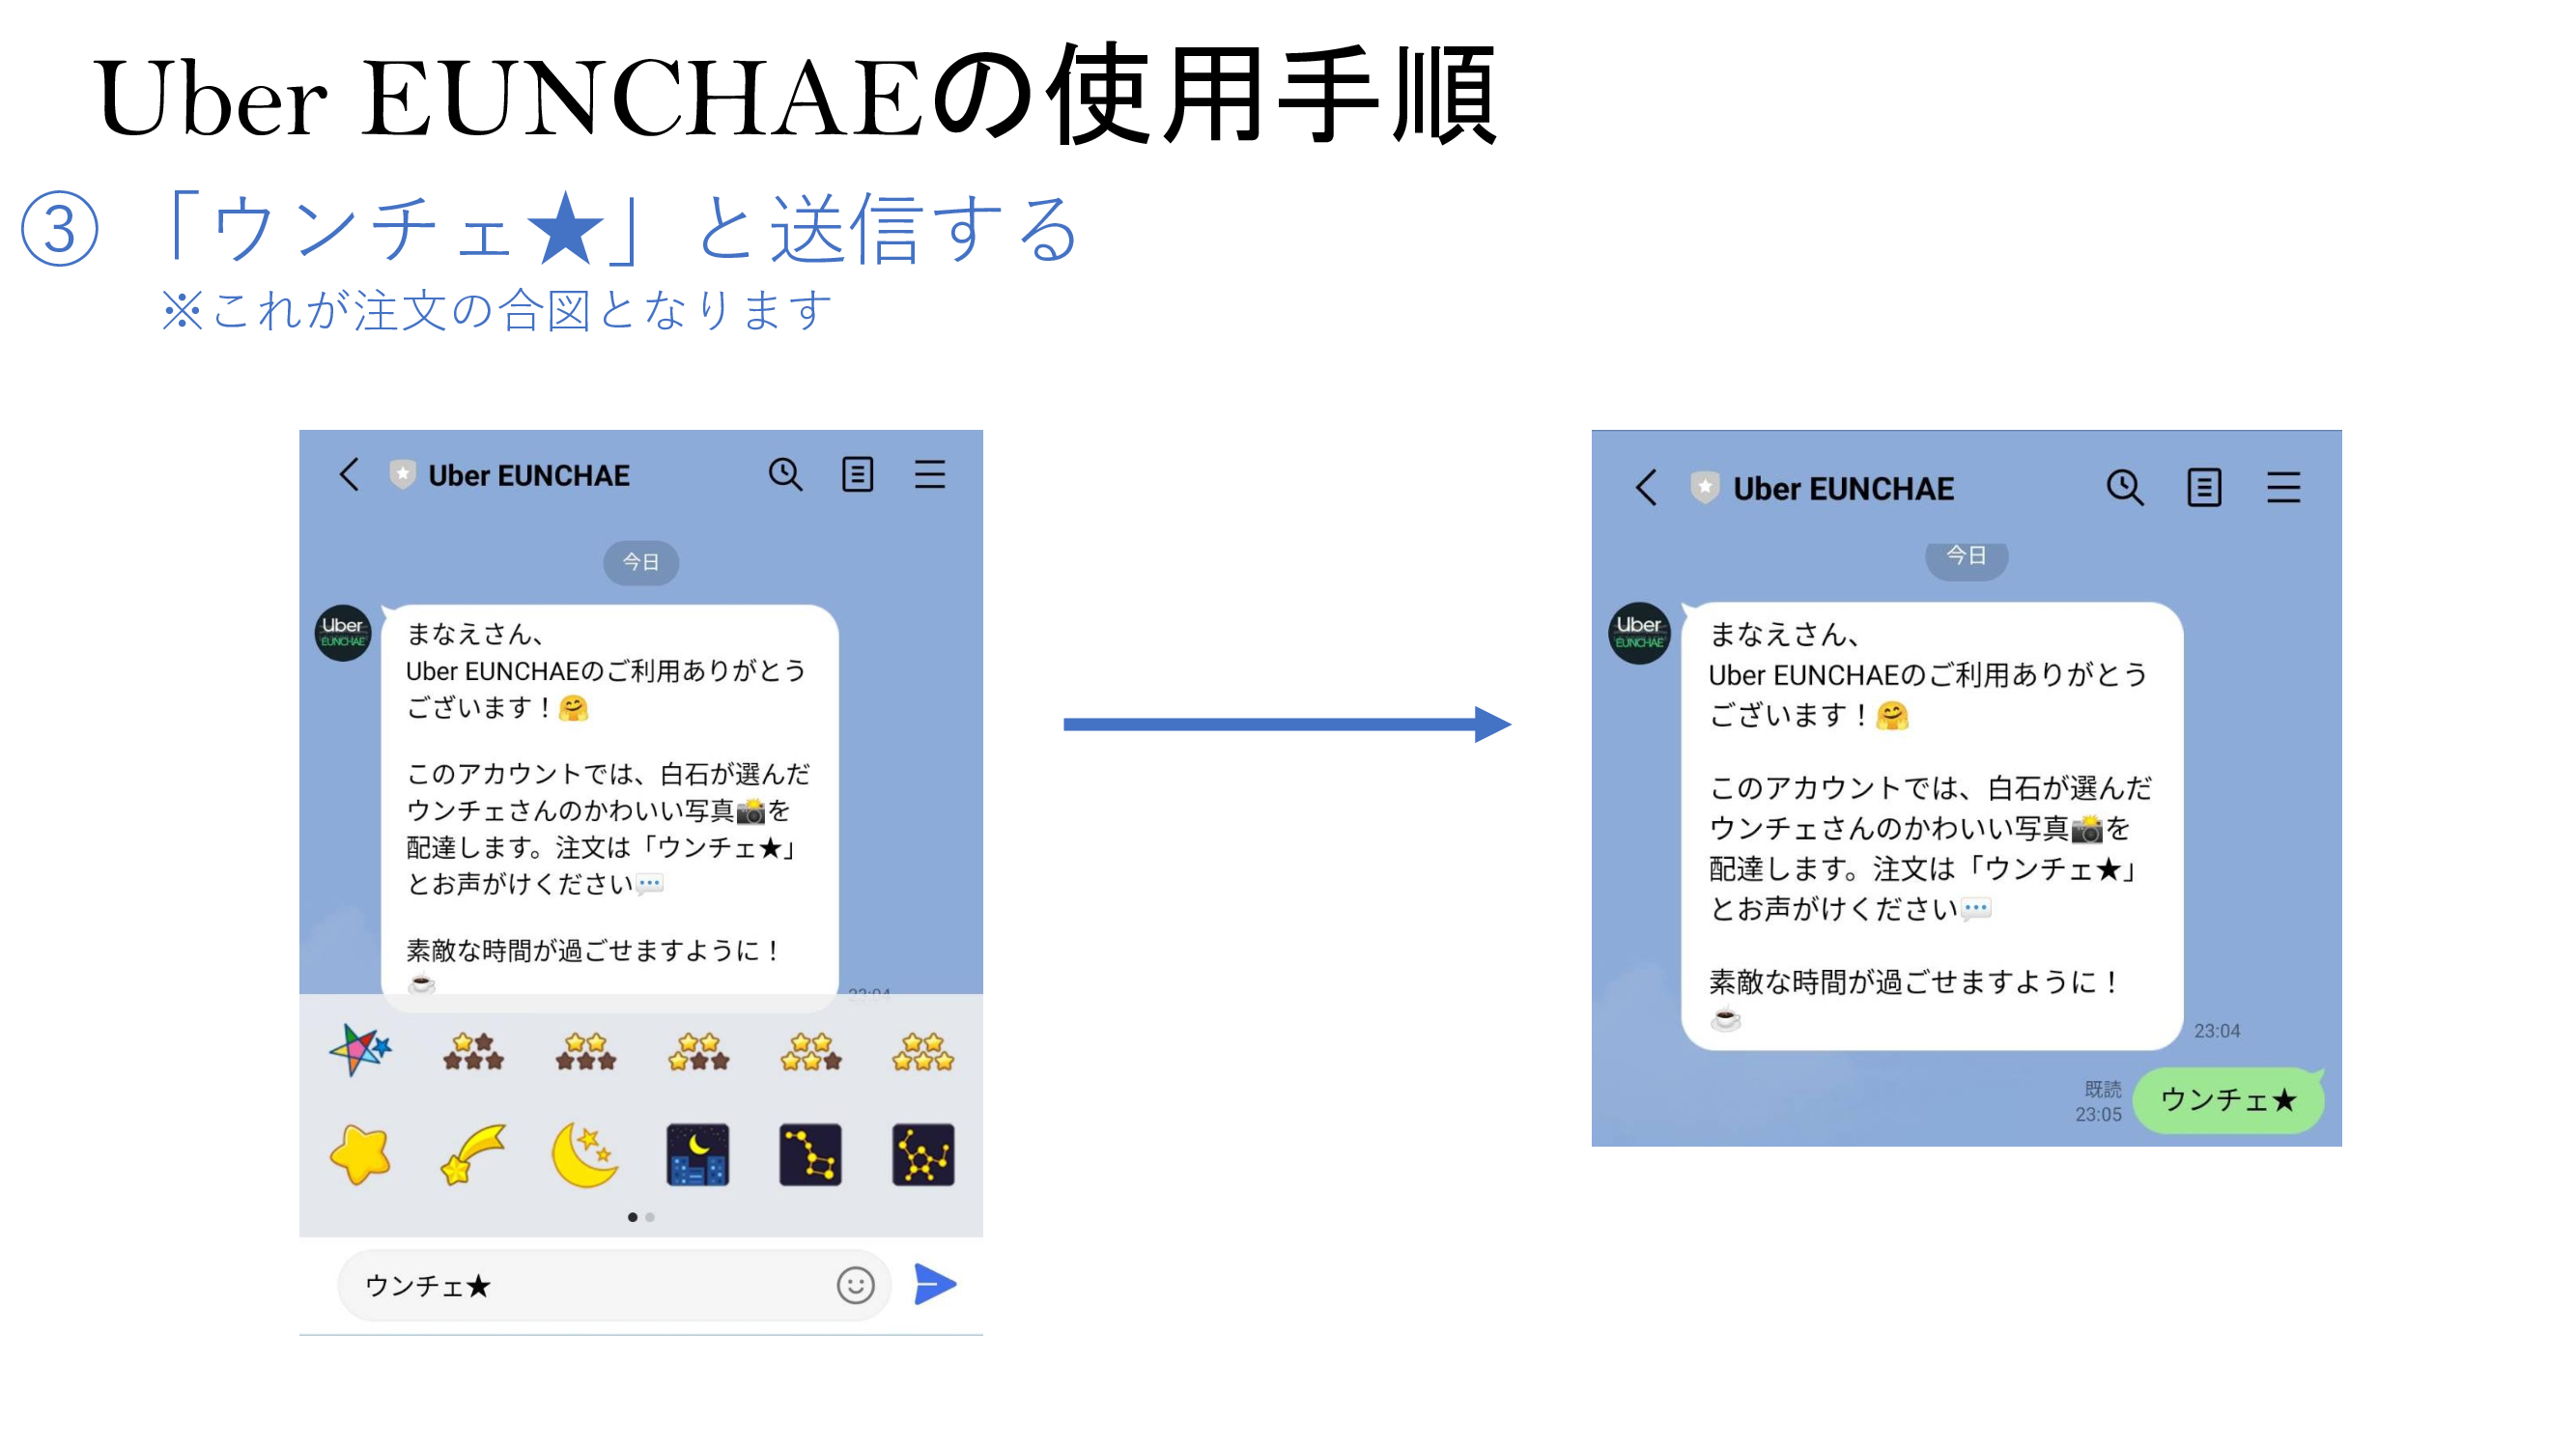 Uber EUNCHAEの使用手順
③ 「ウンチェ★」と送信する
※これが注文の合図となります
Uber EUNCHAE
今日
Uber
EUNCHAE
まなえさん、
Uber EUNCHAEのご利用ありがとう
ございます！🤗
このアカウントでは、白石が選んだ
ウンチェさんのかわいい写真📸を
配達します。注文は「ウンチェ★」
とお声がけください💬
素敵な時間が過ごせますように！
☕
23:04
ウンチェ★
Uber EUNCHAE
今日
Uber
EUNCHAE
まなえさん、
Uber EUNCHAEのご利用ありがとう
ございます！🤗
このアカウントでは、白石が選んだ
ウンチェさんのかわいい写真📸を
配達します。注文は「ウンチェ★」
とお声がけください💬
素敵な時間が過ごせますように！
☕
23:04
既読
23:05
ウンチェ★